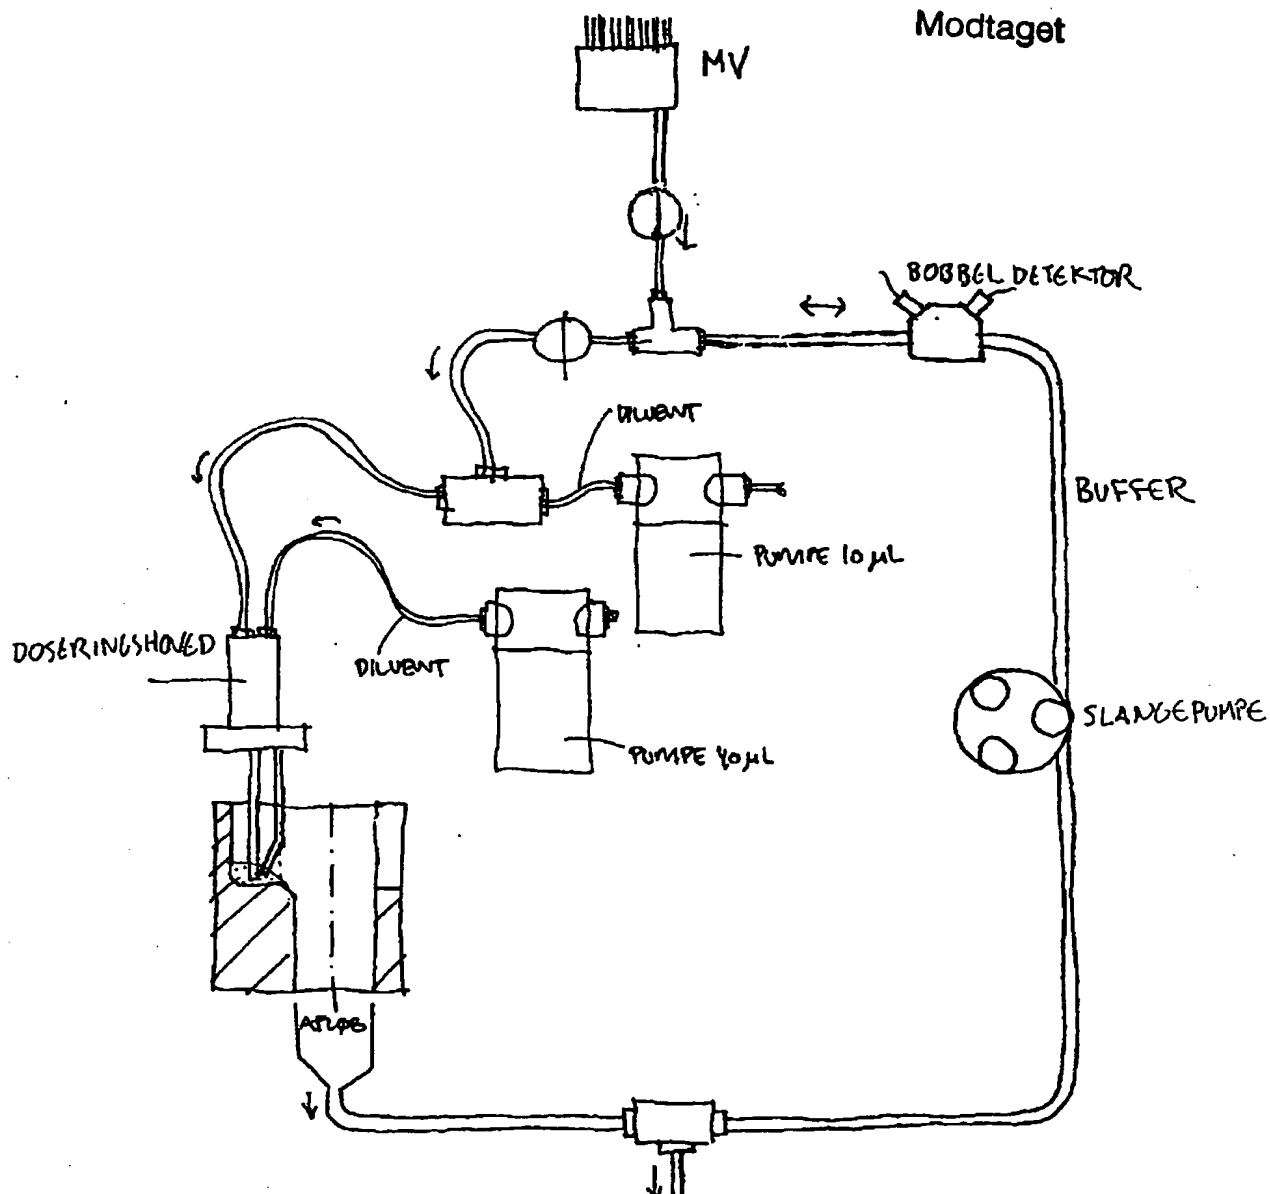 Modtaget
MV
BOBBEL DETEKTOR
DILUENT
BUFFER
PUMPE 10 µL
DOSERINGSHOVED
DILUENT
SLANGEPUMPE
PUMPE 40 µL
AFLØB